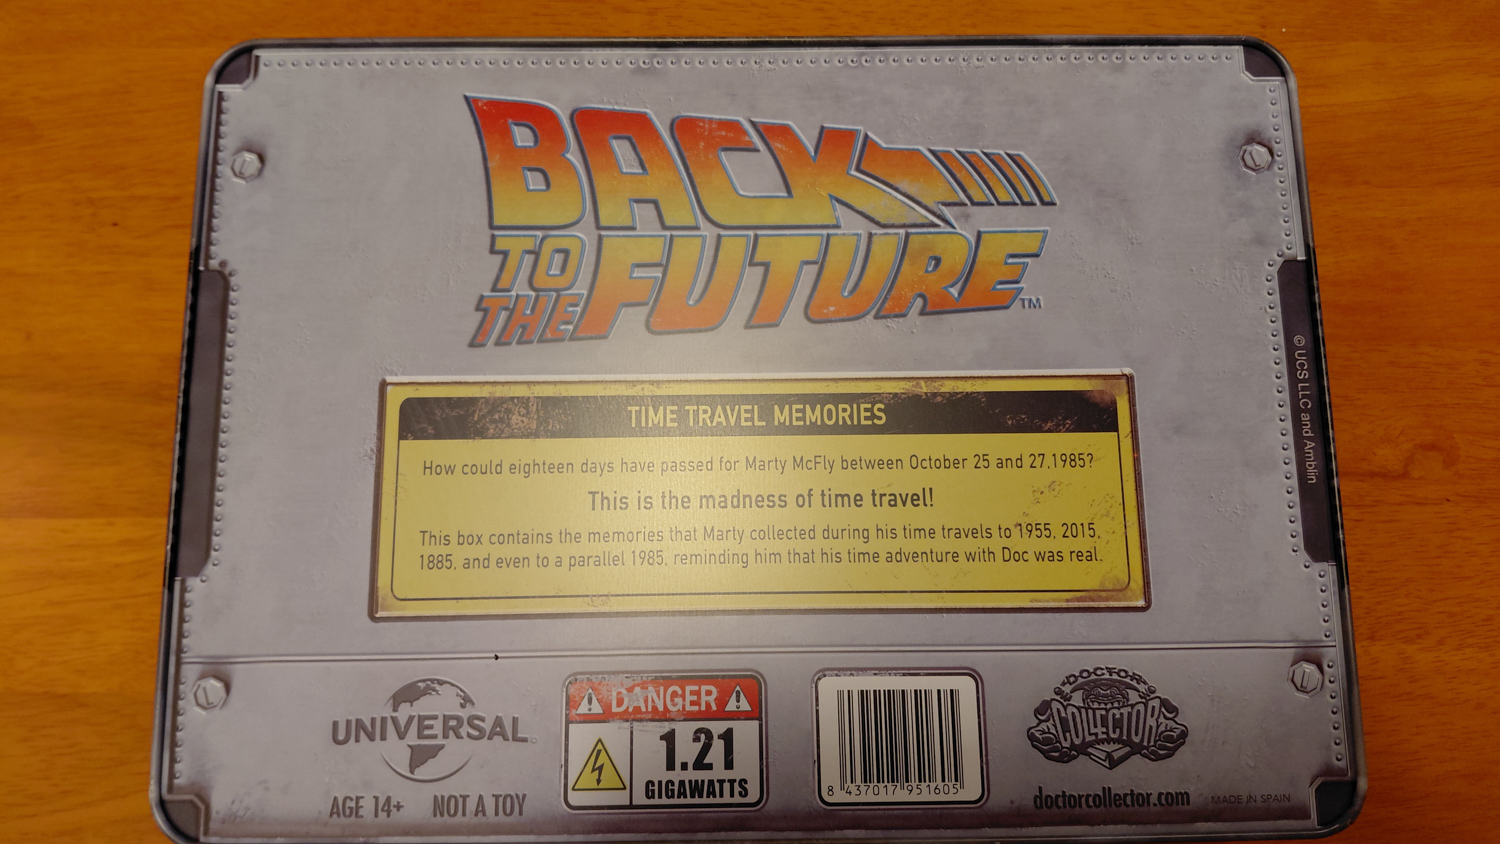 BACK
TO
THE FUTURE™
TIME TRAVEL MEMORIES
How could eighteen days have passed for Marty McFly between October 25 and 27,1985?
This is the madness of time travel!
This box contains the memories that Marty collected during his time travels to 1955, 2015,
1885, and even to a parallel 1985, reminding him that his time adventure with Doc was real.
© UCS LLC and Amblin
UNIVERSAL
AGE 14+ NOT A TOY
DANGER
1.21
GIGAWATTS
8 437017 951605
DOCTOR
COLLECTOR
doctorcollector.com
MADE IN SPAIN